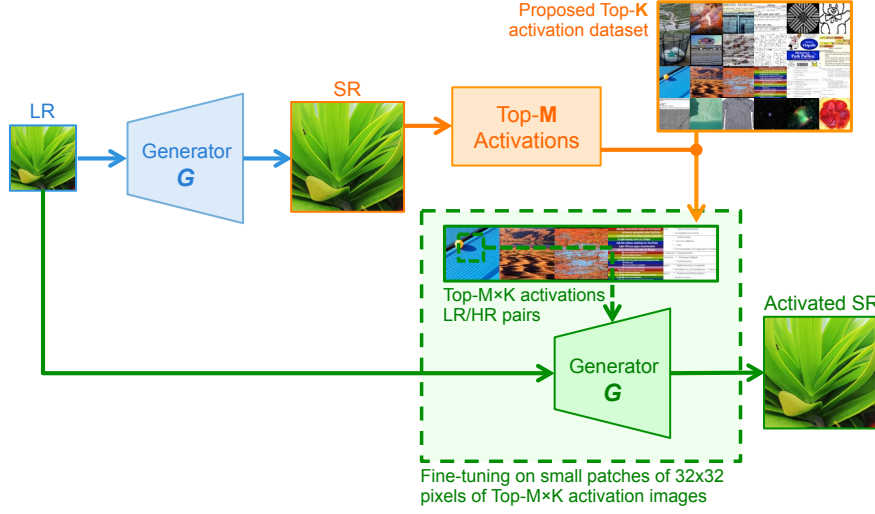 Proposed Top-K
activation dataset
LR
SR
Generator
G
Top-M
Activations
Top-M×K activations
LR/HR pairs
Activated SR
Generator
G
Fine-tuning on small patches of 32x32
pixels of Top-M×K activation images